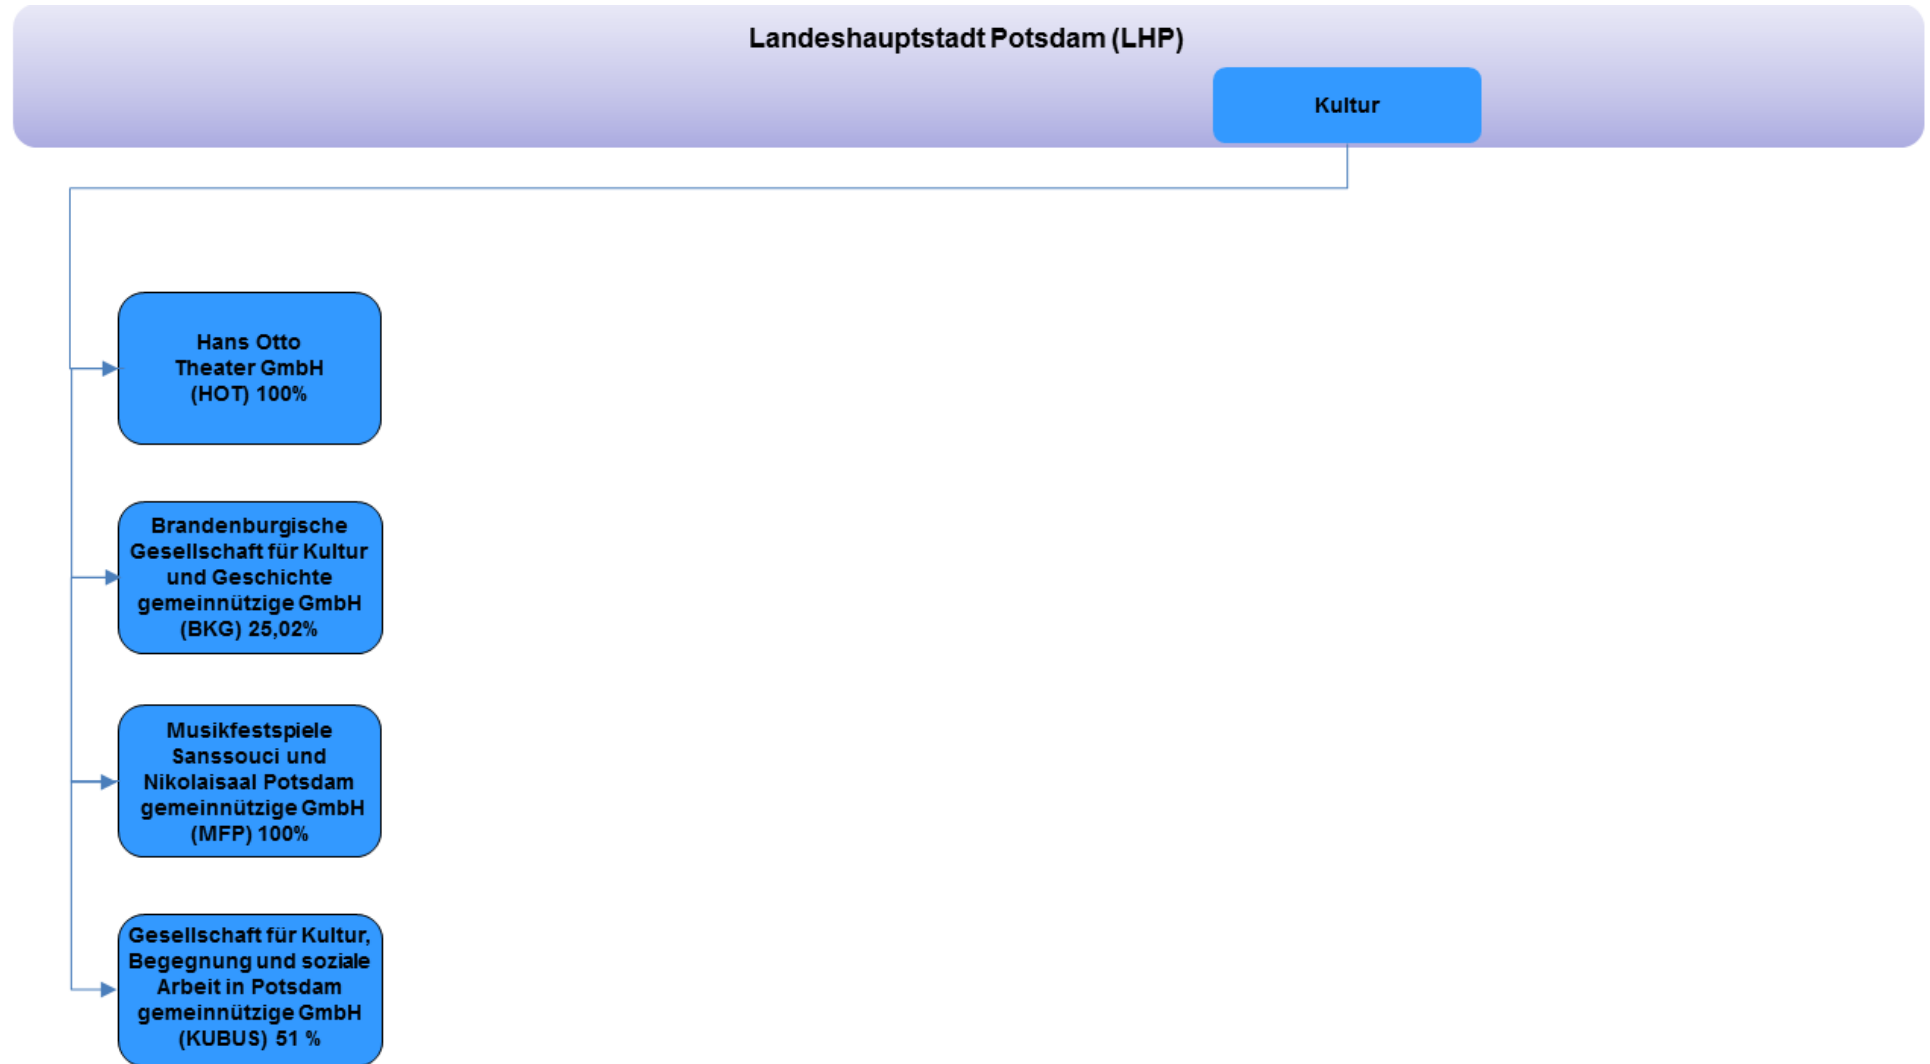 Landeshauptstadt Potsdam (LHP)
Kultur
Hans Otto
Theater GmbH
(HOT) 100%
Brandenburgische
Gesellschaft für Kultur
und Geschichte
gemeinnützige GmbH
(BKG) 25,02%
Musikfestspiele
Sanssouci und
Nikolaisaal Potsdam
gemeinnützige GmbH
(MFP) 100%
Gesellschaft für Kultur,
Begegnung und soziale
Arbeit in Potsdam
gemeinnützige GmbH
(KUBUS) 51 %